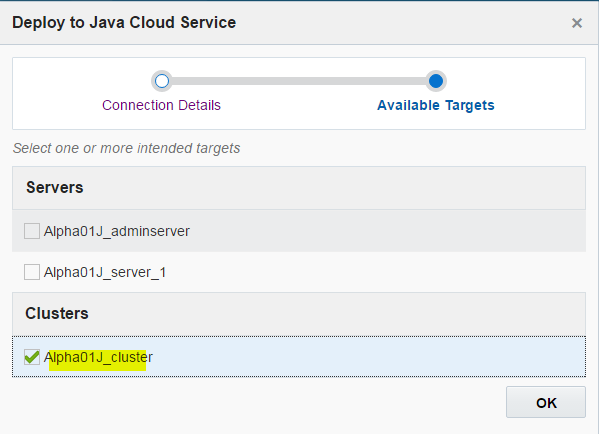 Deploy to Java Cloud Service
Connection Details
Available Targets
Select one or more intended targets
Servers
Alpha01J_adminserver
Alpha01J_server_1
Clusters
Alpha01J_cluster
OK